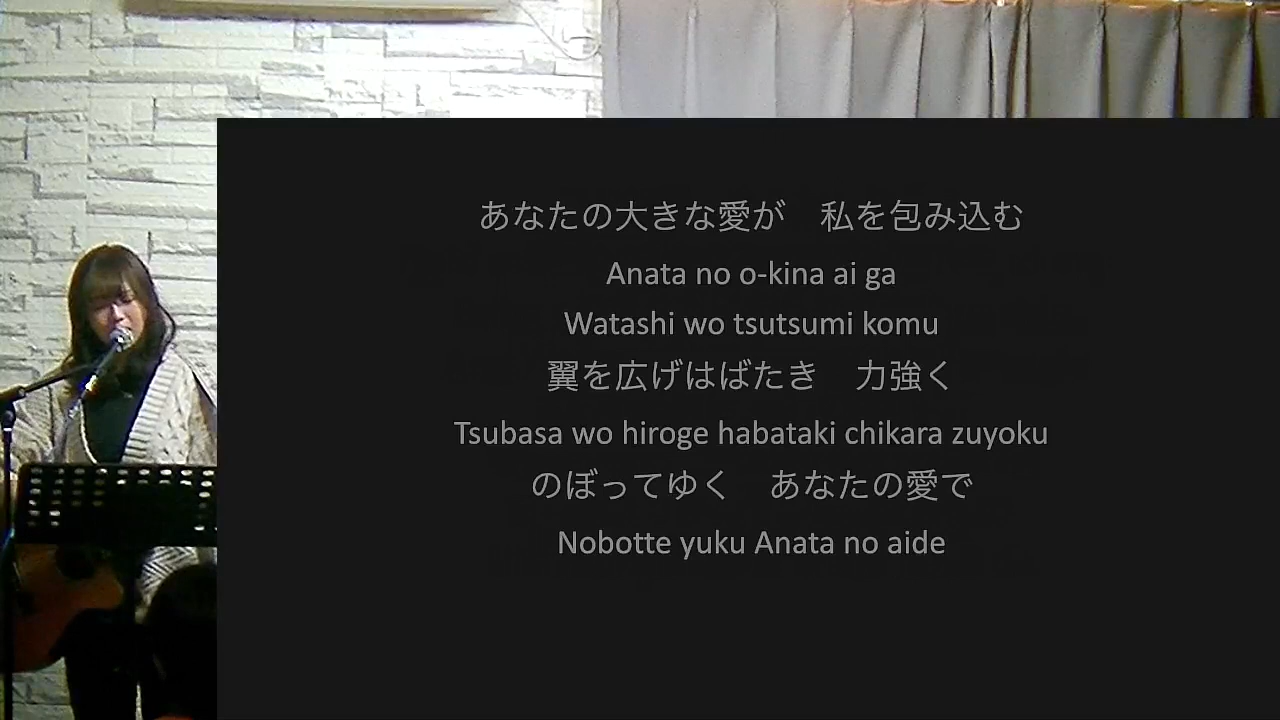 あなたの大きな愛が　私を包み込む
Anata no o-kina ai ga
Watashi wo tsutsumi komu
翼を広げはばたき　力強く
Tsubasa wo hiroge habataki chikara zuyoku
のぼってゆく　あなたの愛で
Nobotte yuku Anata no aide